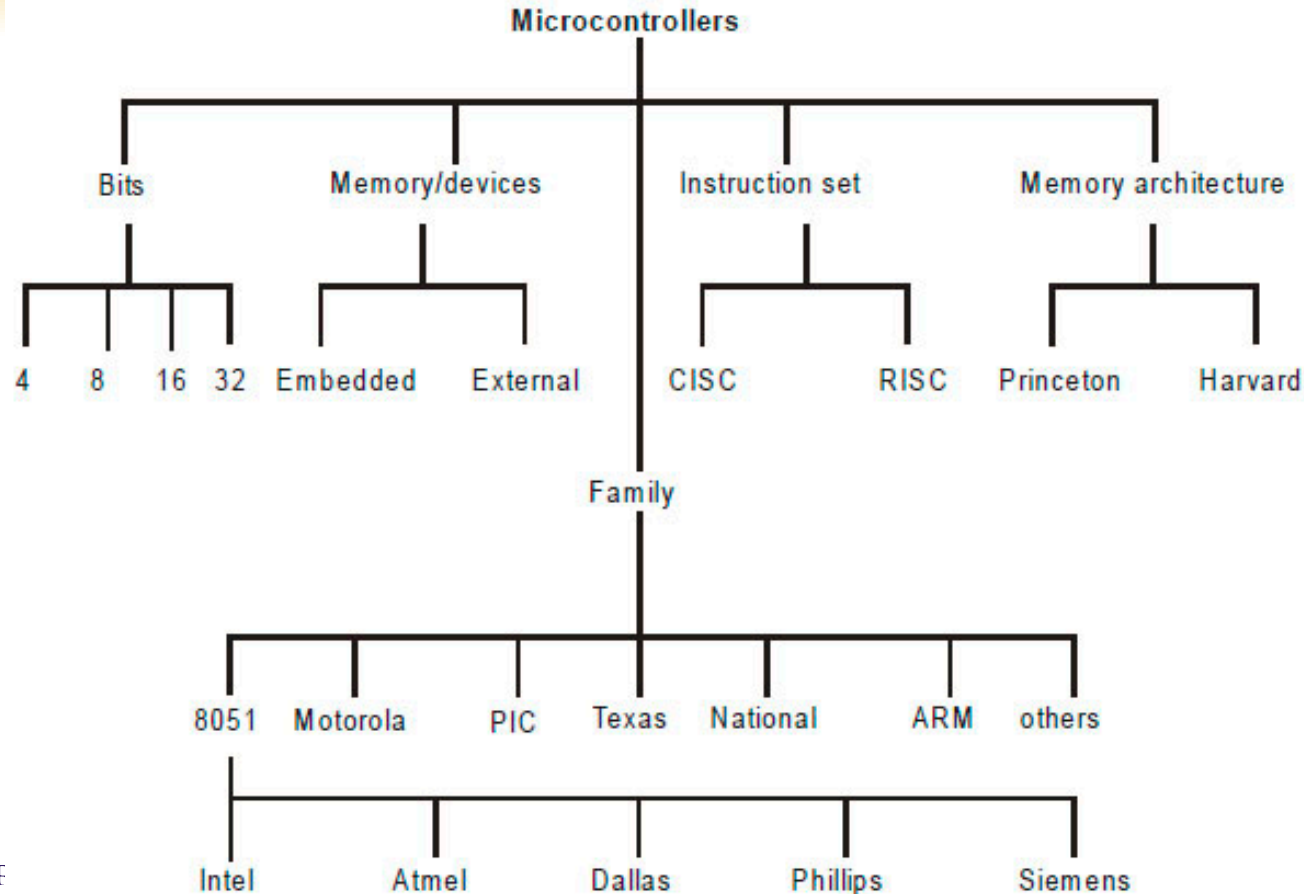 Microcontrollers
Bits Memory/devices Instruction set Memory architecture
4 8 16 32 Embedded External CISC RISC Princeton Harvard
Family
8051 Motorola PIC Texas National ARM others
Intel Atmel Dallas Phillips Siemens